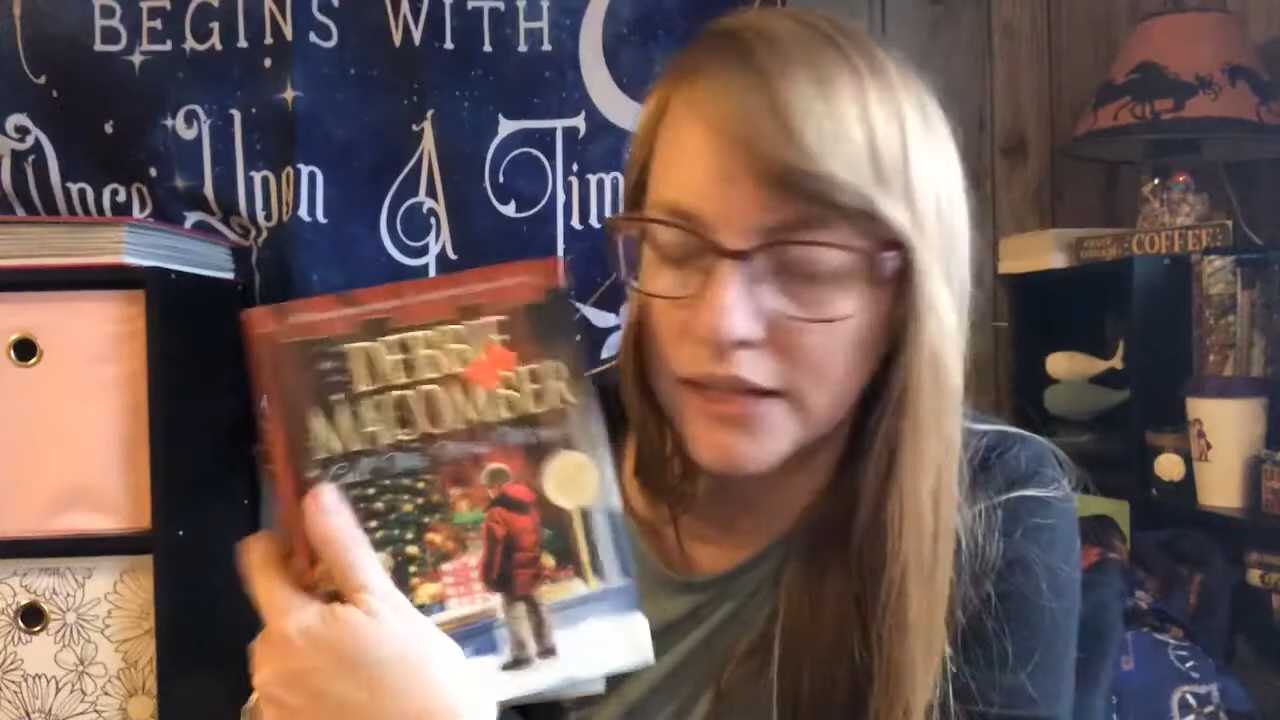 BEGINS WITH
Once Upon A Tim
DEBBIE
MACOMBER
COFFEE